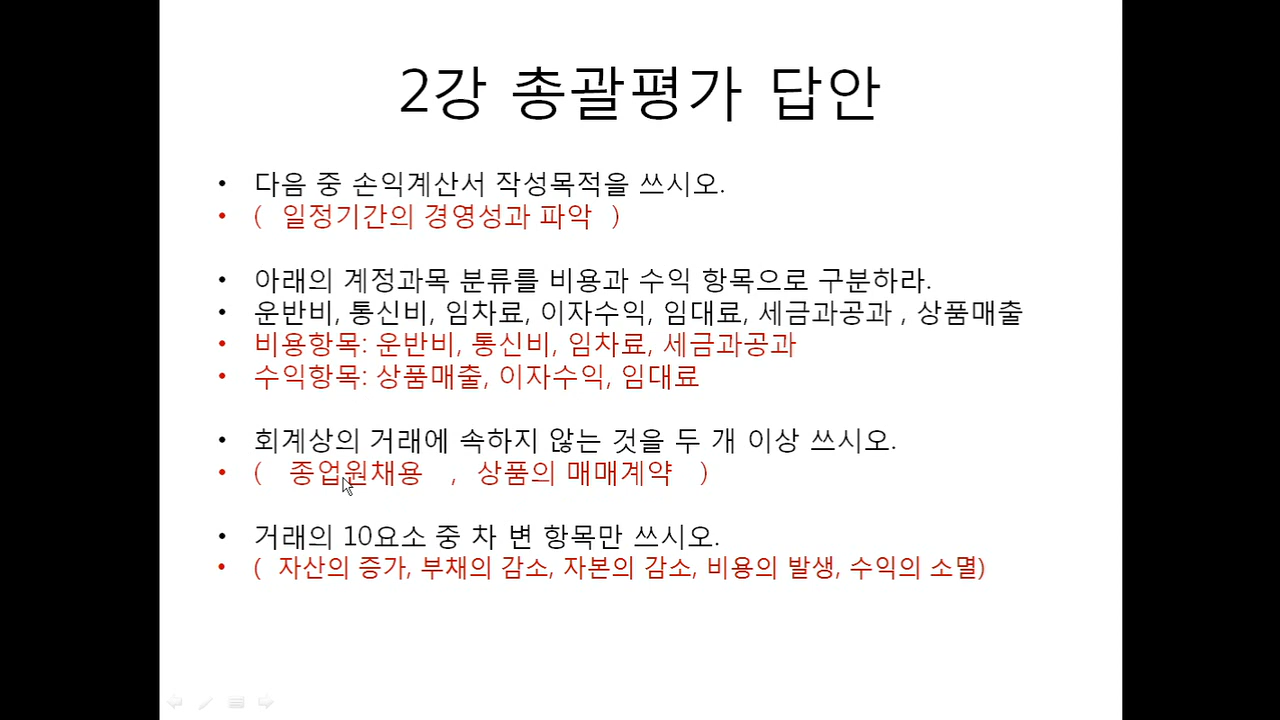 2강 총괄평가 답안
• 다음 중 손익계산서 작성목적을 쓰시오.
• ( 일정기간의 경영성과 파악 )
• 아래의 계정과목 분류를 비용과 수익 항목으로 구분하라.
• 운반비, 통신비, 임차료, 이자수익, 임대료, 세금과공과 , 상품매출
• 비용항목: 운반비, 통신비, 임차료, 세금과공과
• 수익항목: 상품매출, 이자수익, 임대료
• 회계상의 거래에 속하지 않는 것을 두 개 이상 쓰시오.
• ( 종업원채용 , 상품의 매매계약 )
• 거래의 10요소 중 차 변 항목만 쓰시오.
• ( 자산의 증가, 부채의 감소, 자본의 감소, 비용의 발생, 수익의 소멸)